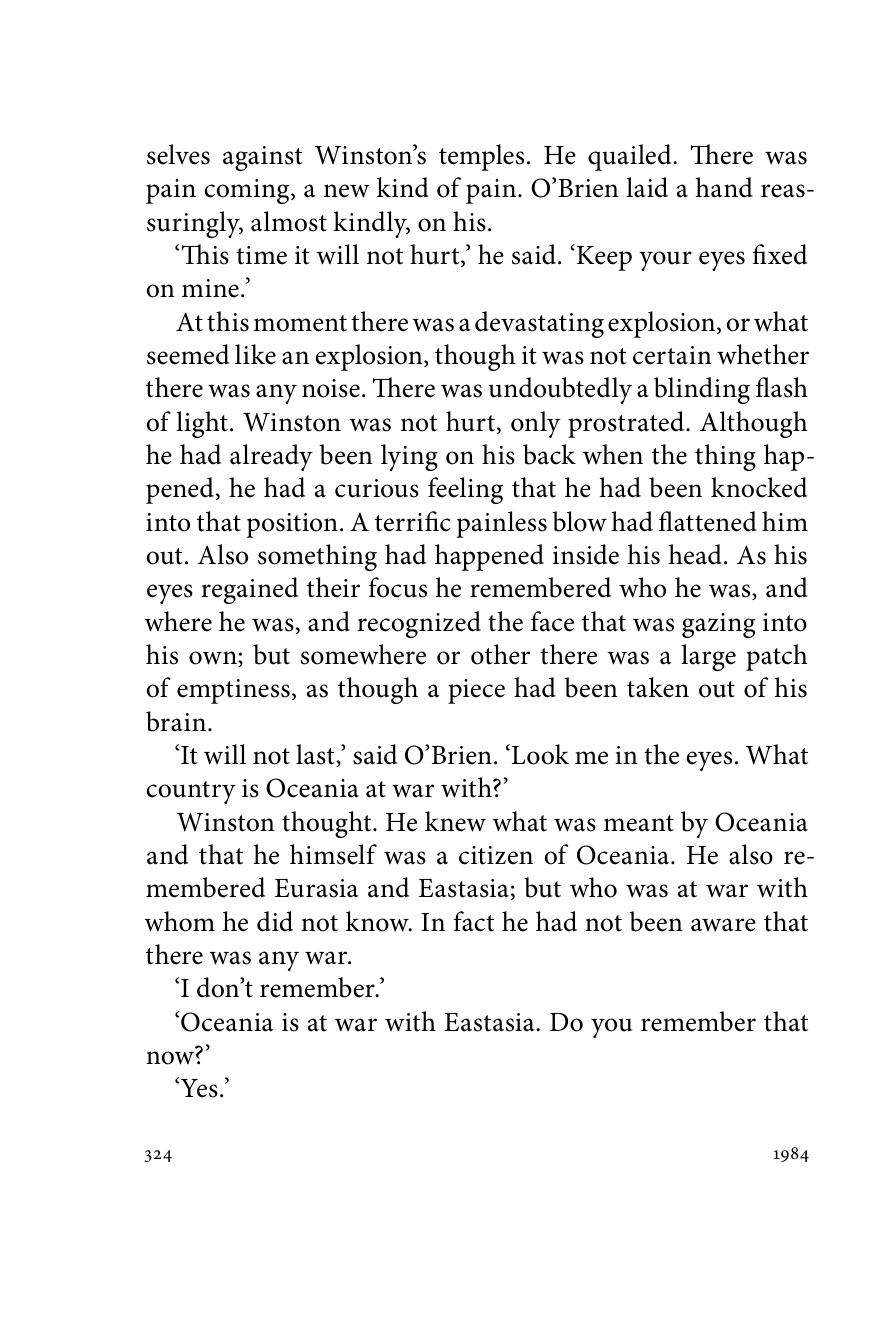 selves against Winston’s temples. He quailed. There was
pain coming, a new kind of pain. O’Brien laid a hand reas-
suringly, almost kindly, on his.
‘This time it will not hurt,’ he said. ‘Keep your eyes fixed
on mine.’
At this moment there was a devastating explosion, or what
seemed like an explosion, though it was not certain whether
there was any noise. There was undoubtedly a blinding flash
of light. Winston was not hurt, only prostrated. Although
he had already been lying on his back when the thing hap-
pened, he had a curious feeling that he had been knocked
into that position. A terrific painless blow had flattened him
out. Also something had happened inside his head. As his
eyes regained their focus he remembered who he was, and
where he was, and recognized the face that was gazing into
his own; but somewhere or other there was a large patch
of emptiness, as though a piece had been taken out of his
brain.
‘It will not last,’ said O’Brien. ‘Look me in the eyes. What
country is Oceania at war with?’
Winston thought. He knew what was meant by Oceania
and that he himself was a citizen of Oceania. He also re-
membered Eurasia and Eastasia; but who was at war with
whom he did not know. In fact he had not been aware that
there was any war.
‘I don’t remember.’
‘Oceania is at war with Eastasia. Do you remember that
now?’
‘Yes.’
324 1984